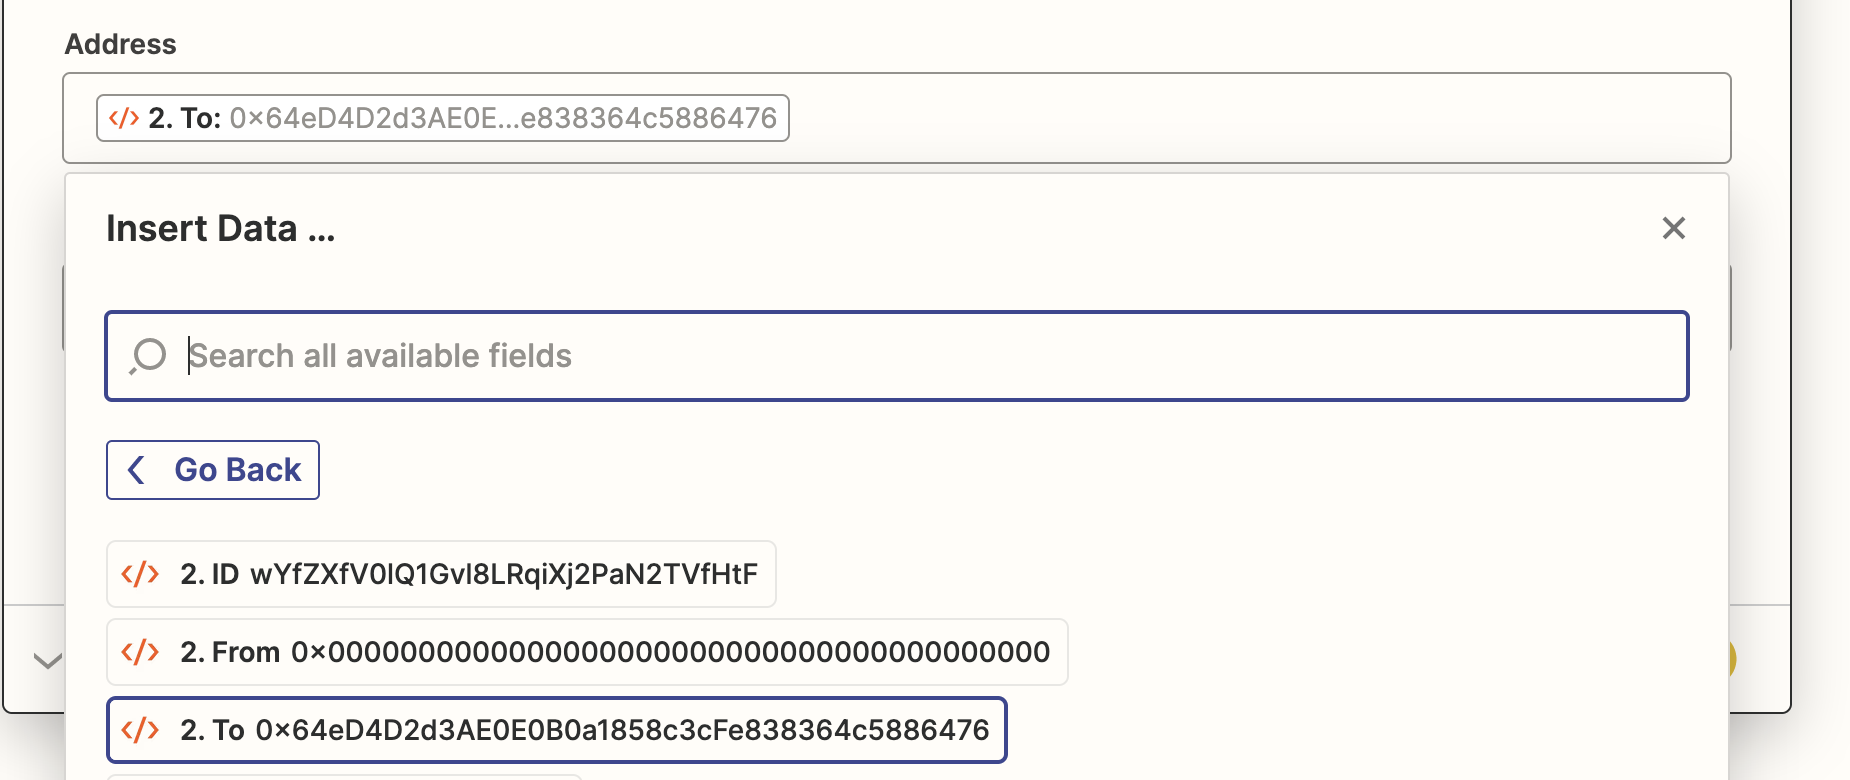 Address
</> 2. To: 0x64eD4D2d3AE0E...e838364c5886476
Insert Data ...
Search all available fields
Go Back
</> 2. ID wYfZXfV0IQ1Gvl8LRqiXj2PaN2TVfHtF
</> 2. From 0x0000000000000000000000000000000000000000
</> 2. To 0x64eD4D2d3AE0E0B0a1858c3cFe838364c5886476